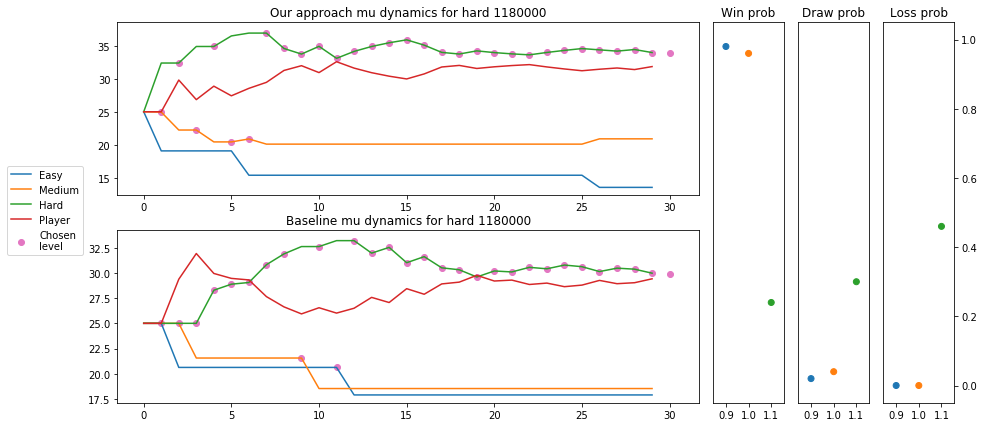 Our approach mu dynamics for hard 1180000
35
30
25
20
15
0 5 10 15 20 25 30
Easy
Medium
Hard
Player
Chosen
level
Baseline mu dynamics for hard 1180000
32.5
30.0
27.5
25.0
22.5
20.0
17.5
0 5 10 15 20 25 30
Win prob
0.9 1.0 1.1
Draw prob
0.9 1.0 1.1
Loss prob
1.0
0.8
0.6
0.4
0.2
0.0
0.9 1.0 1.1